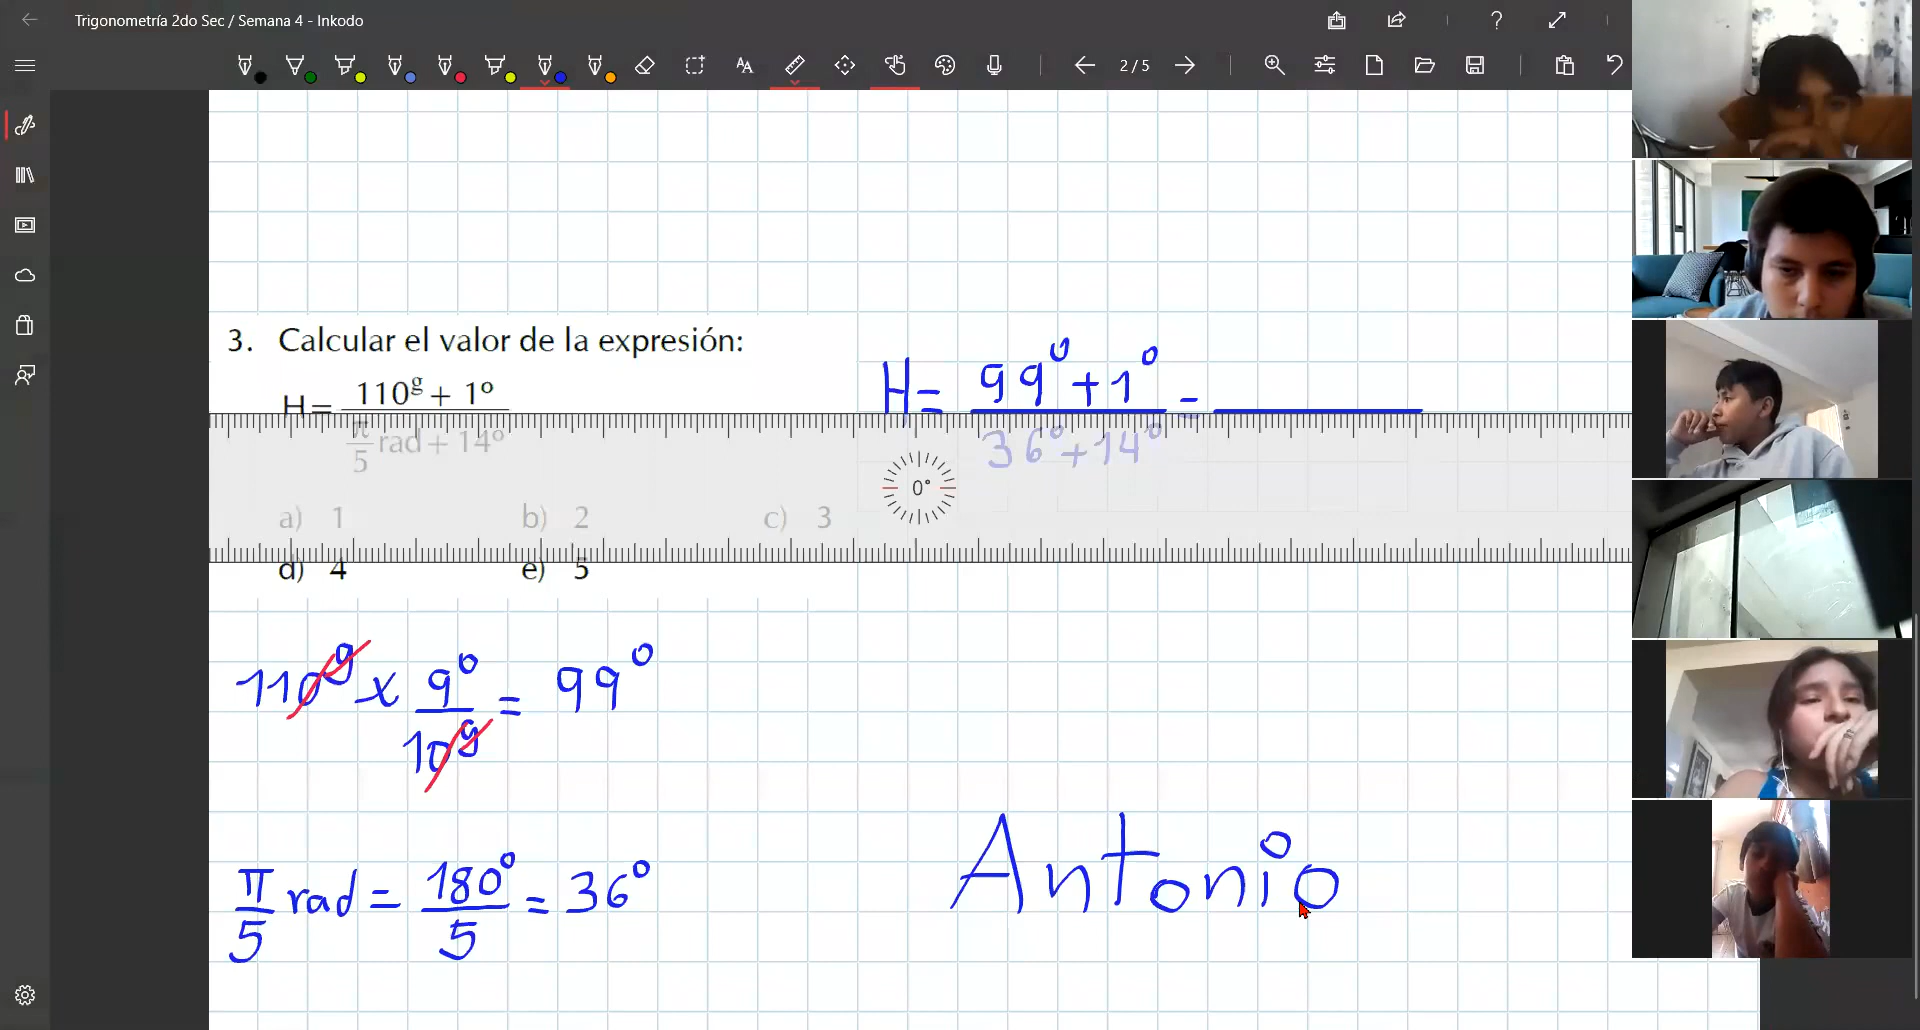 Trigonometría 2do Sec / Semana 4 - Inkodo
2 / 5
3. Calcular el valor de la expresión:
H = (110ᵍ + 1º) / (π/5 rad + 14º)
a) 1 b) 2 c) 3
d) 4 e) 5
H = (99° + 1°) / (36° + 14°) =
0°
110ᵍ x 9°/10ᵍ = 99°
π/5 rad = 180°/5 = 36°
Antonio